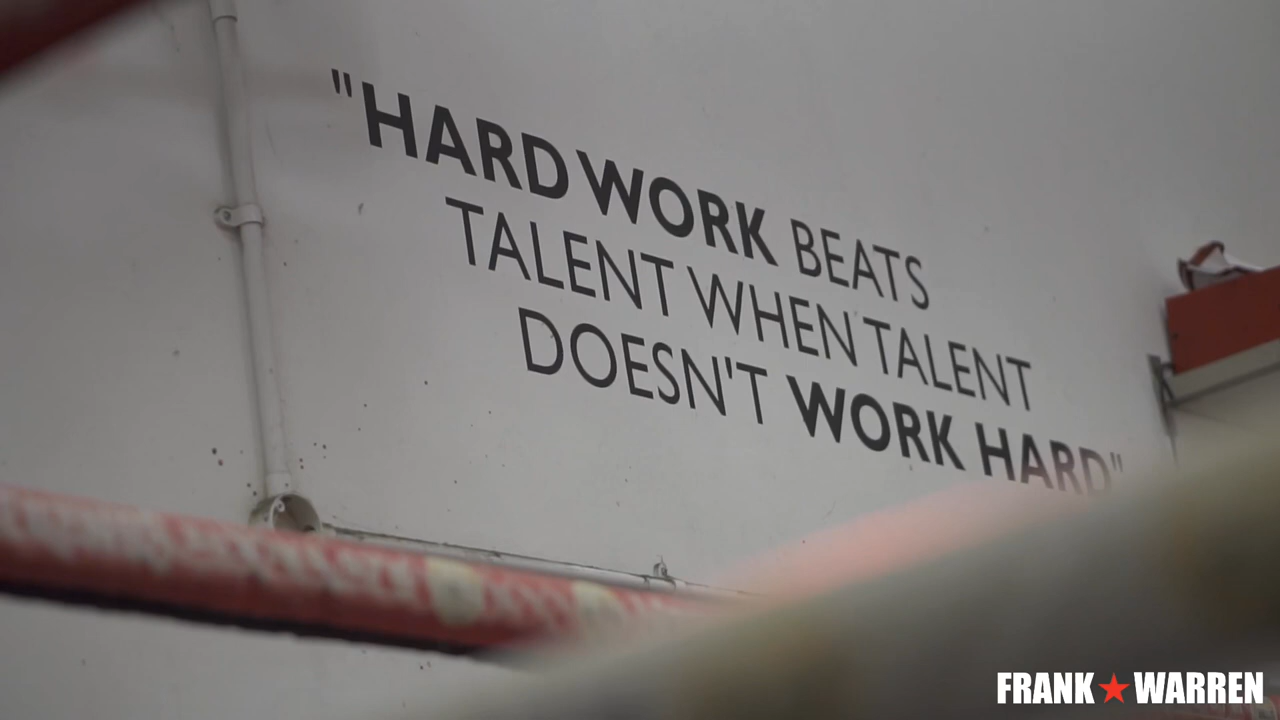 "HARD WORK BEATS
TALENT WHEN TALENT
DOESN'T WORK HARD"
FRANK★WARREN